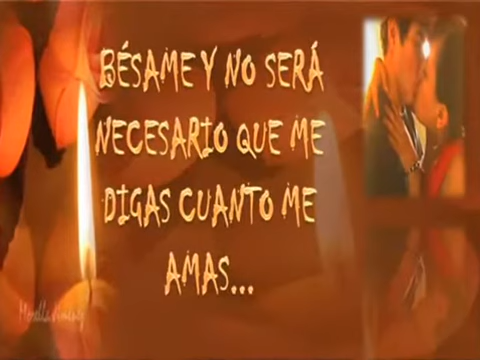 BÉSAME Y NO SERÁ
NECESARIO QUE ME
DIGAS CUANTO ME
AMAS...